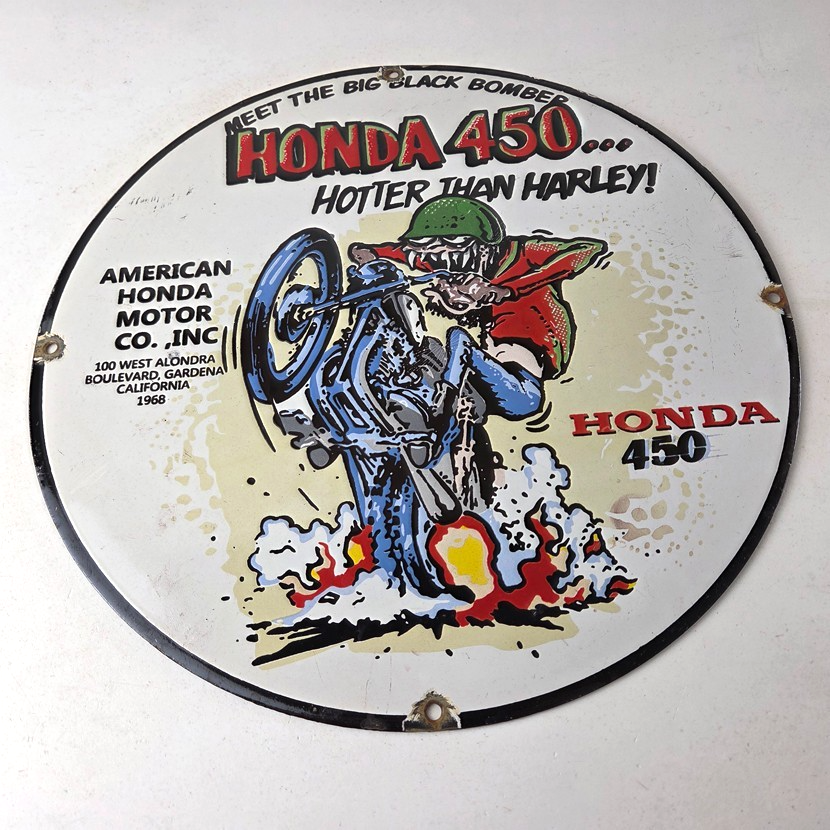 MEET THE BIG BLACK BOMBER
HONDA 450...
HOTTER THAN HARLEY!
AMERICAN
HONDA
MOTOR
CO. ,INC
100 WEST ALONDRA
BOULEVARD, GARDENA
CALIFORNIA
1968
HONDA
450